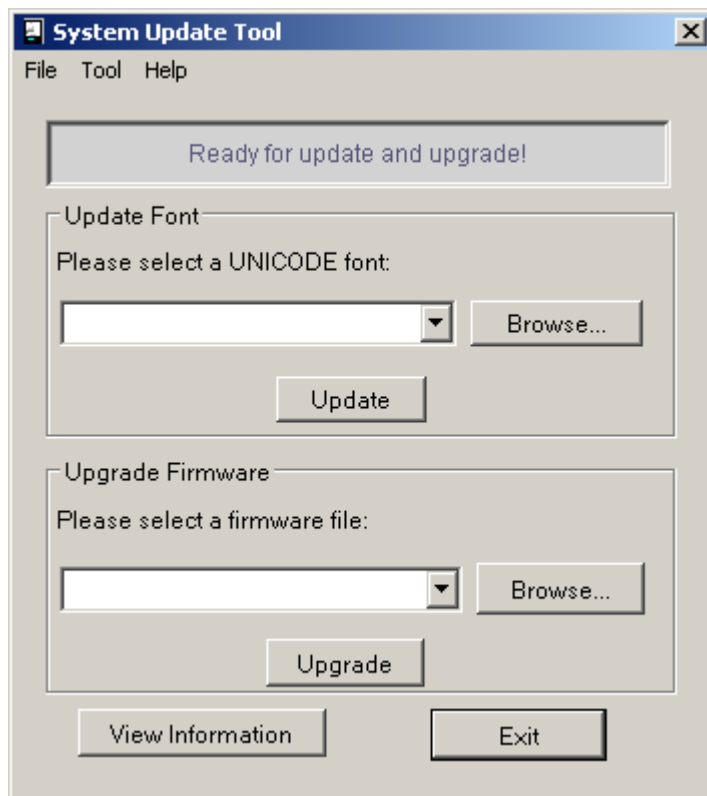 System Update Tool
File Tool Help
Ready for update and upgrade!
Update Font
Please select a UNICODE font:
Browse...
Update
Upgrade Firmware
Please select a firmware file:
Browse...
Upgrade
View Information Exit